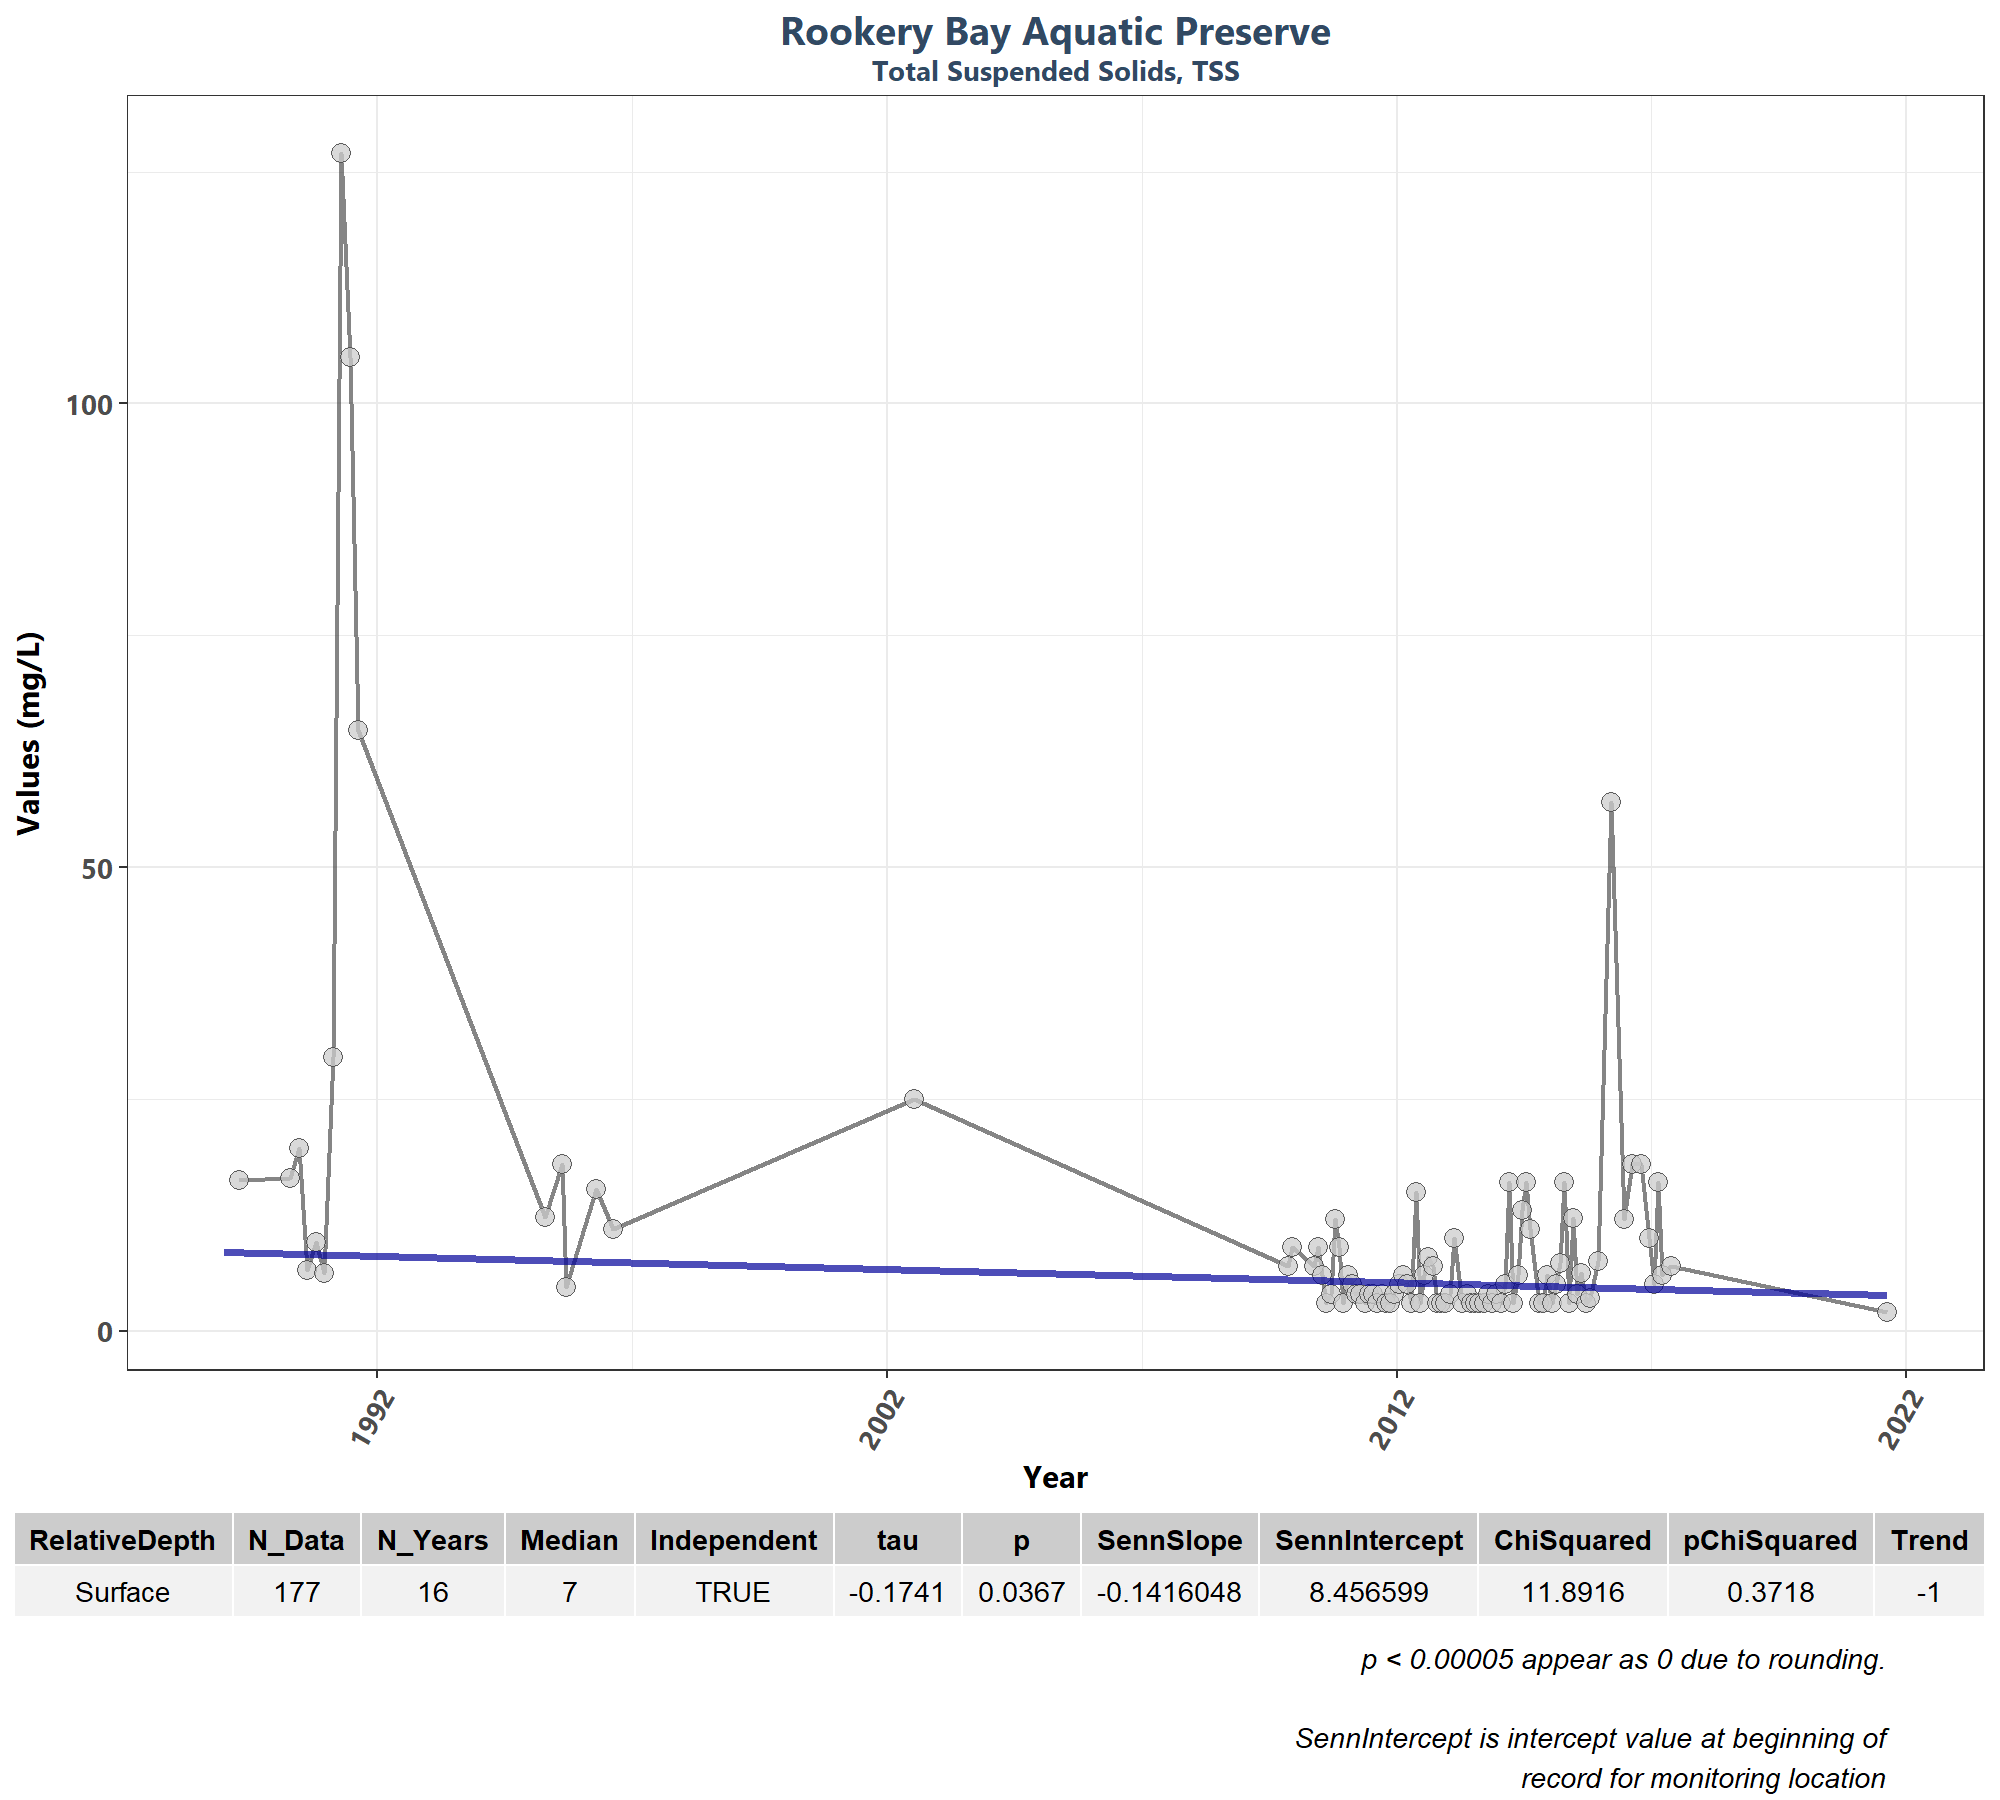 Rookery Bay Aquatic Preserve
Total Suspended Solids, TSS
Values (mg/L)
100
50
0
1992
2002
2012
2022
Year
RelativeDepth N_Data N_Years Median Independent tau p SennSlope SennIntercept ChiSquared pChiSquared Trend
Surface 177 16 7 TRUE -0.1741 0.0367 -0.1416048 8.456599 11.8916 0.3718 -1
p < 0.00005 appear as 0 due to rounding.
SennIntercept is intercept value at beginning of
record for monitoring location